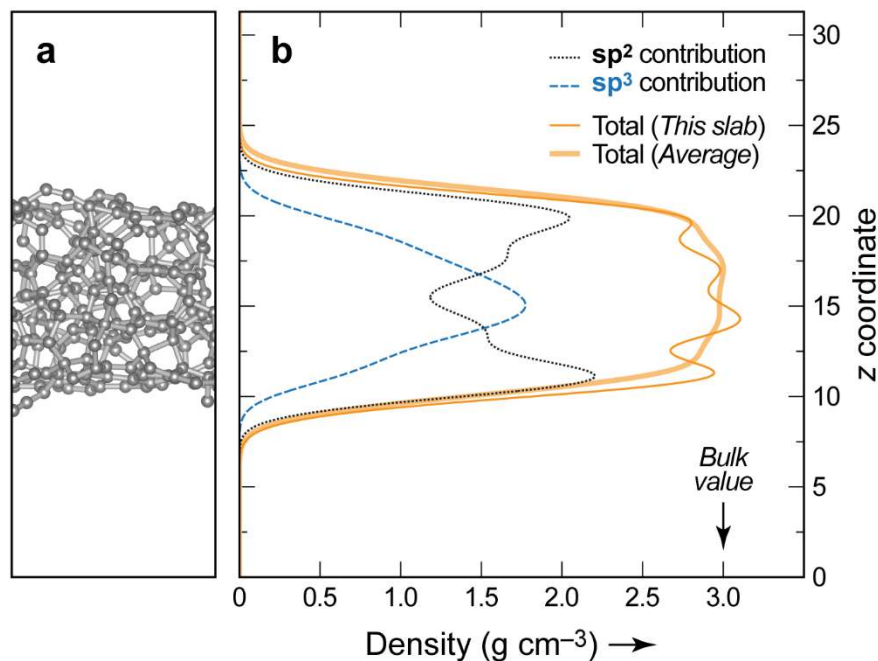 a
b
sp² contribution
sp³ contribution
Total (This slab)
Total (Average)
30
25
20
15
10
5
0
z coordinate
Bulk
value
0 0.5 1.0 1.5 2.0 2.5 3.0
Density (g cm⁻³)